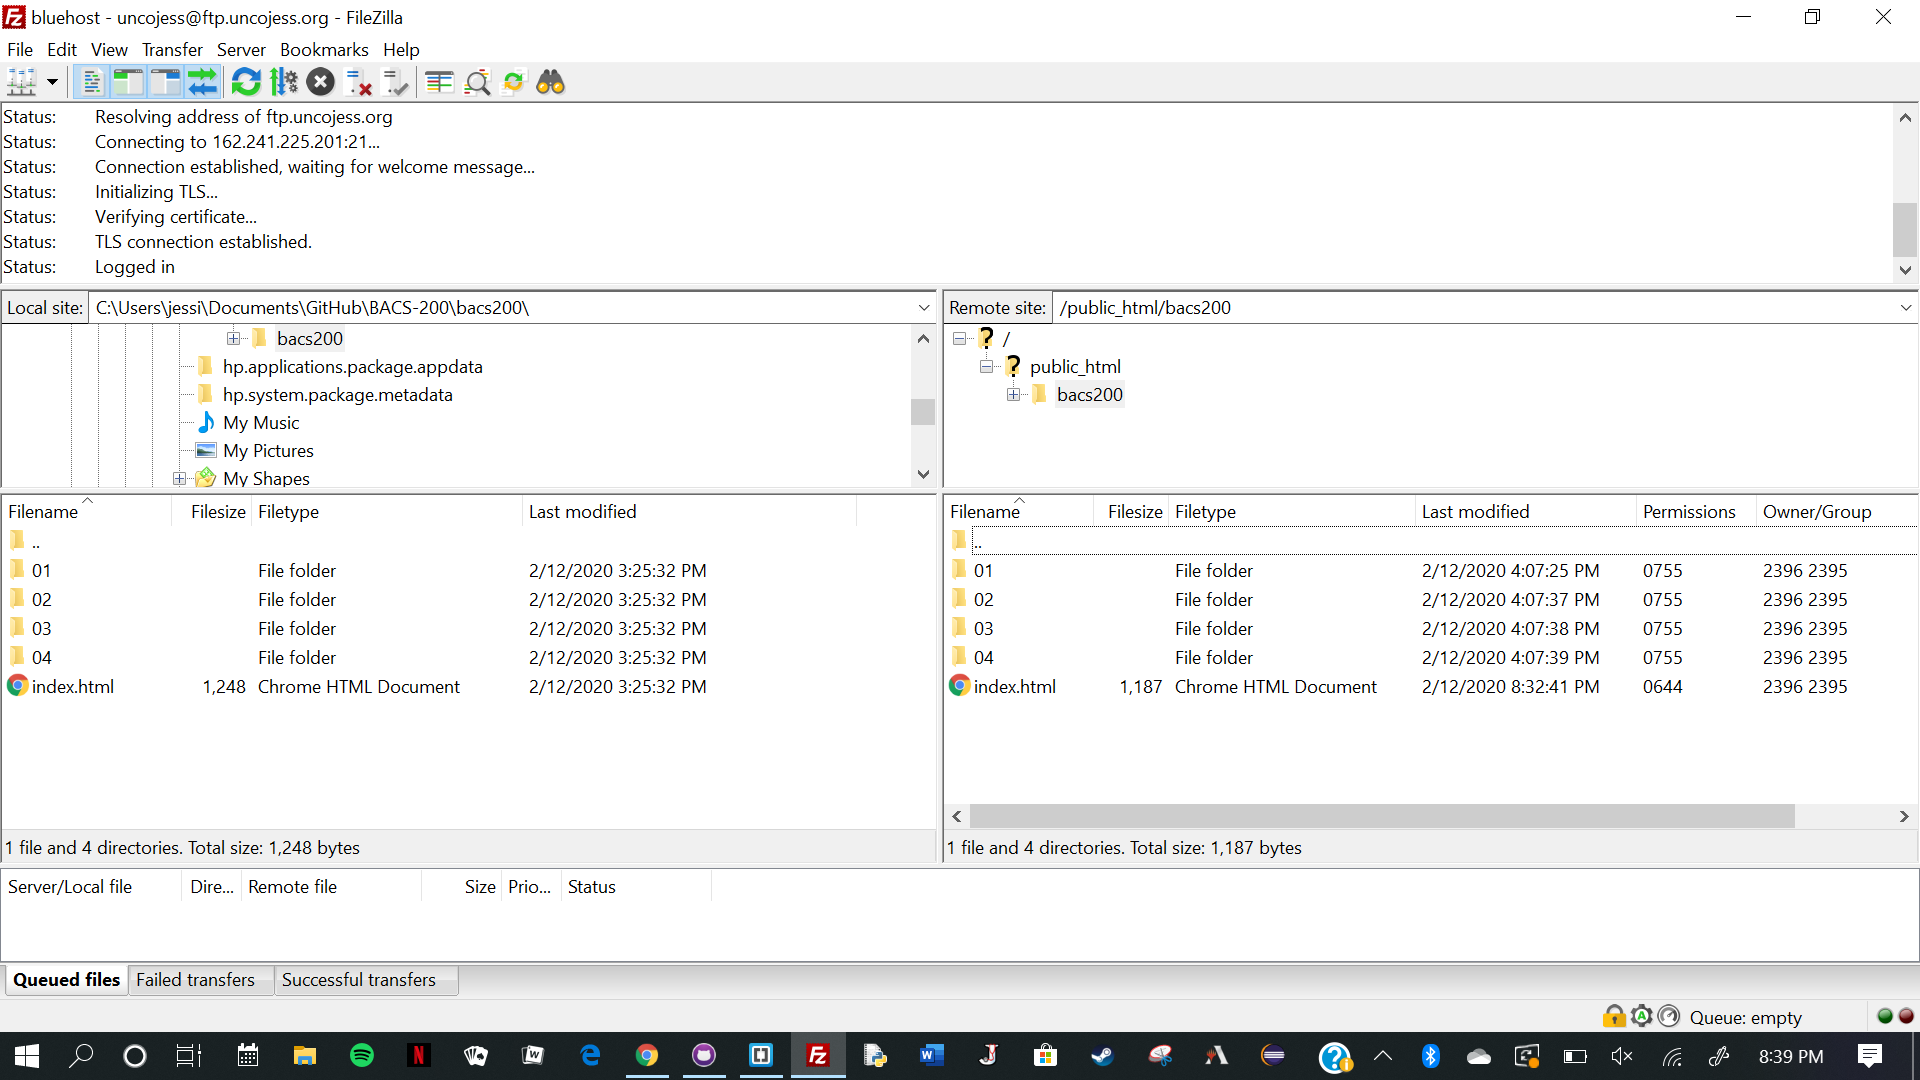 bluehost - uncojess@ftp.uncojess.org - FileZilla
File Edit View Transfer Server Bookmarks Help
Status: Resolving address of ftp.uncojess.org
Status: Connecting to 162.241.225.201:21...
Status: Connection established, waiting for welcome message...
Status: Initializing TLS...
Status: Verifying certificate...
Status: TLS connection established.
Status: Logged in
Local site: C:\Users\jessi\Documents\GitHub\BACS-200\bacs200\
bacs200
hp.applications.package.appdata
hp.system.package.metadata
My Music
My Pictures
My Shapes
Remote site: /public_html/bacs200
/
public_html
bacs200
Filename Filesize Filetype Last modified
..
01 File folder 2/12/2020 3:25:32 PM
02 File folder 2/12/2020 3:25:32 PM
03 File folder 2/12/2020 3:25:32 PM
04 File folder 2/12/2020 3:25:32 PM
index.html 1,248 Chrome HTML Document 2/12/2020 3:25:32 PM
1 file and 4 directories. Total size: 1,248 bytes
Filename Filesize Filetype Last modified Permissions Owner/Group
..
01 File folder 2/12/2020 4:07:25 PM 0755 2396 2395
02 File folder 2/12/2020 4:07:37 PM 0755 2396 2395
03 File folder 2/12/2020 4:07:38 PM 0755 2396 2395
04 File folder 2/12/2020 4:07:39 PM 0755 2396 2395
index.html 1,187 Chrome HTML Document 2/12/2020 8:32:41 PM 0644 2396 2395
1 file and 4 directories. Total size: 1,187 bytes
Server/Local file Dire... Remote file Size Prio... Status
Queued files Failed transfers Successful transfers
Queue: empty
8:39 PM